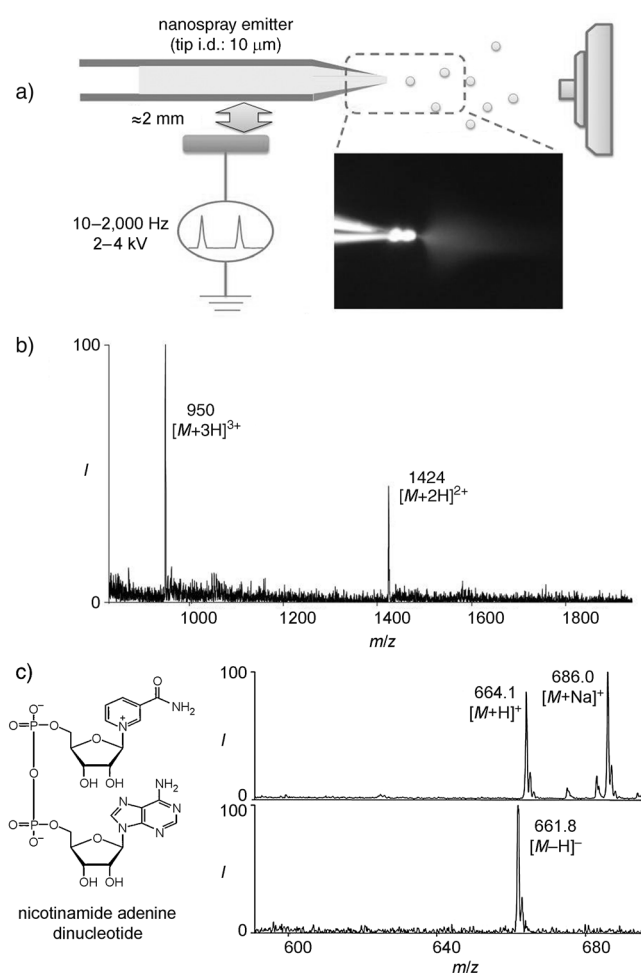 nanospray emitter
(tip i.d.: 10 μm)
a)
≈2 mm
10–2,000 Hz
2–4 kV
b)
100
950
[M+3H]³⁺
I
1424
[M+2H]²⁺
0
1000 1200 1400 1600 1800
m/z
c)
100
686.0
[M+Na]⁺
664.1
[M+H]⁺
I
0
100
661.8
[M–H]⁻
I
0
600 640 680
m/z
O⁻
O
P
O
O
N⁺
O
NH₂
OH OH
O
O
P
O
O⁻
O
NH₂
N
N
N
N
OH OH
nicotinamide adenine
dinucleotide